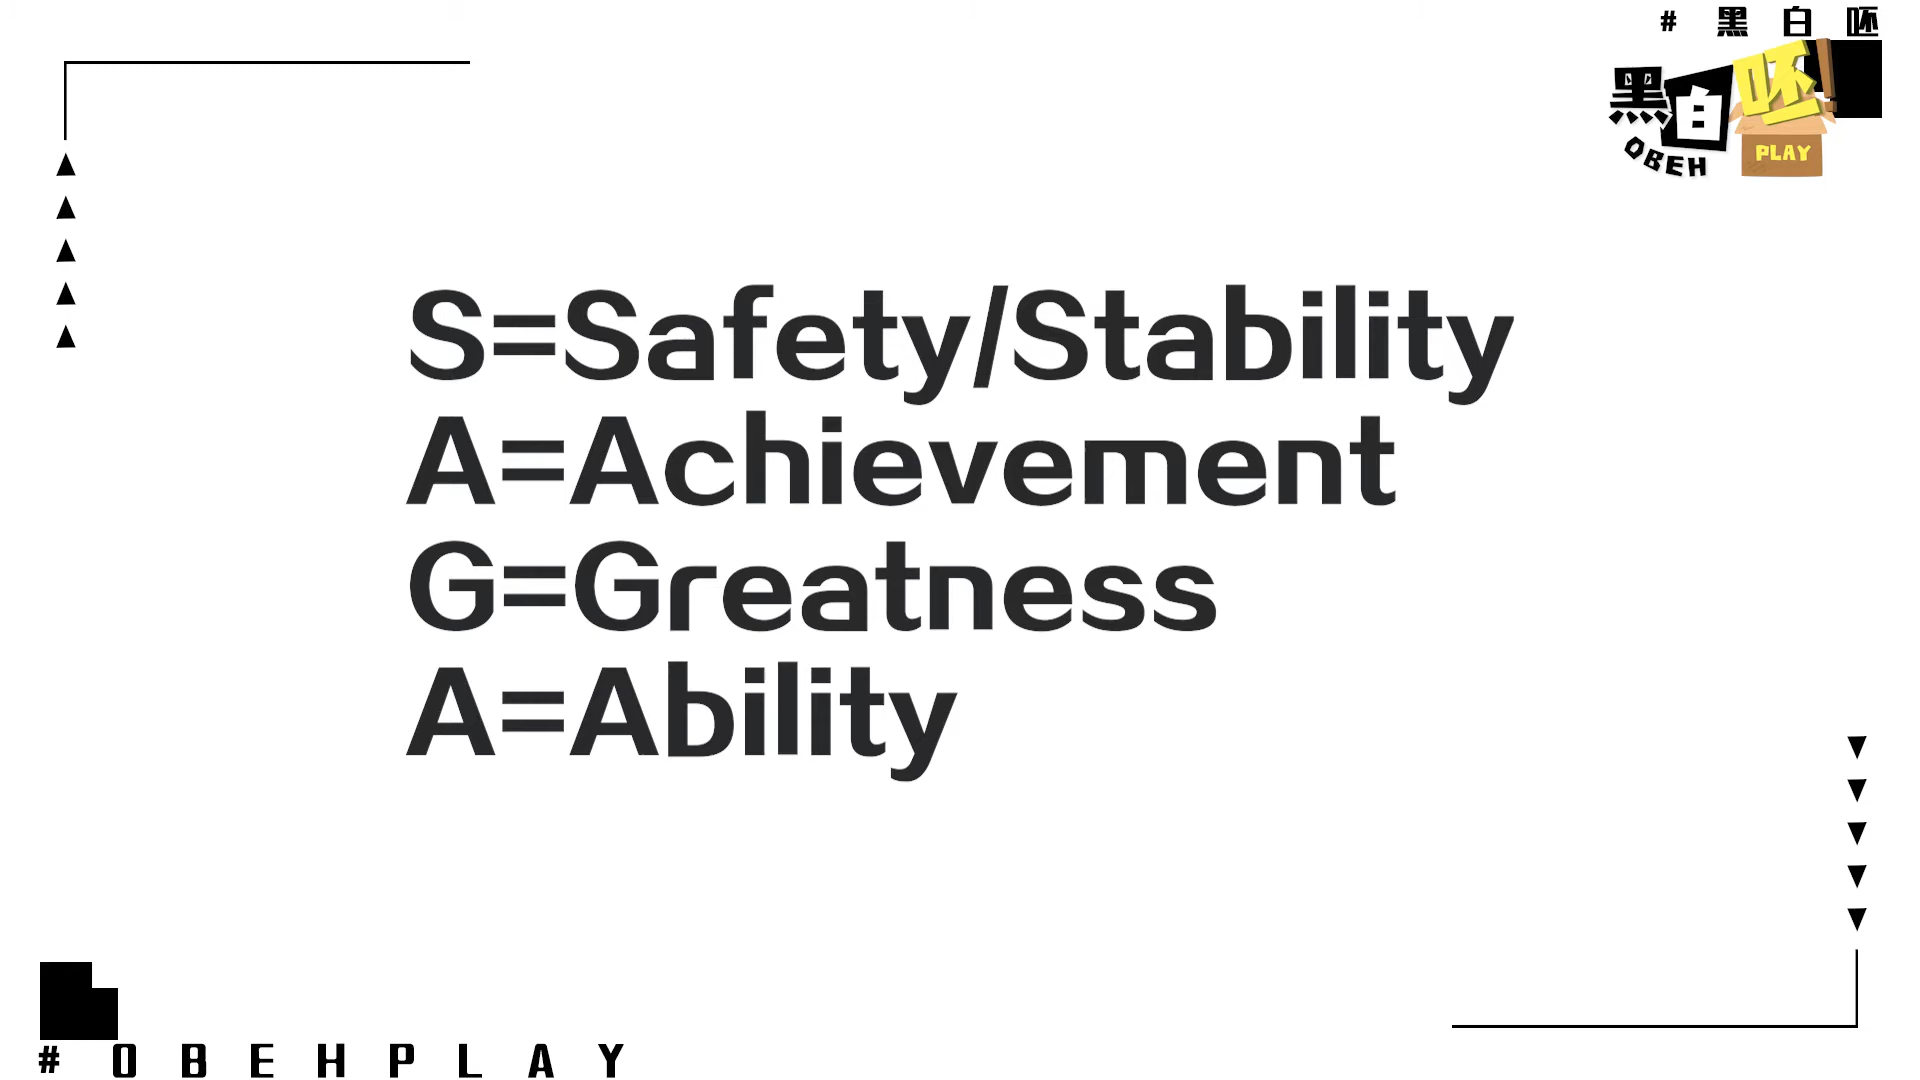 # 黑 白 呸
黑白呸!
OBEH
PLAY
S=Safety/Stability
A=Achievement
G=Greatness
A=Ability
# O B E H P L A Y